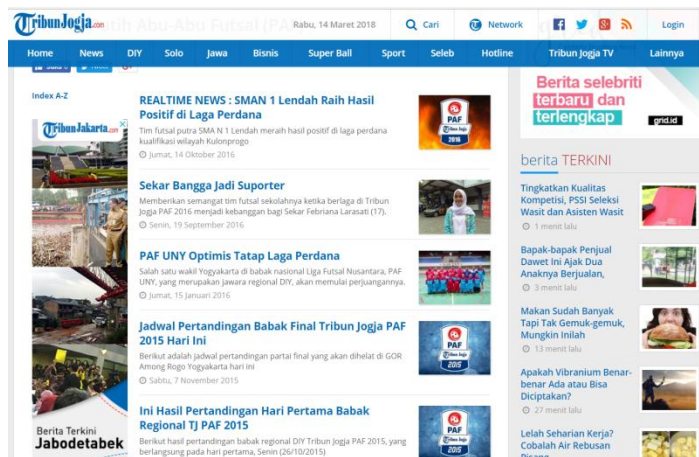 TribunJogja.com
Putih Abu-Abu Futsal (PAF)
Rabu, 14 Maret 2018
Cari
Network
Login
Home News DIY Solo Jawa Bisnis Super Ball Sport Seleb Hotline Tribun Jogja TV Lainnya
Index A-Z
TribunJakarta.com
Berita Terkini
Jabodetabek
REALTIME NEWS : SMAN 1 Lendah Raih Hasil
Positif di Laga Perdana
Tim futsal putra SMA N 1 Lendah meraih hasil positif di laga perdana
kualifikasi wilayah Kulonprogo
Jumat, 14 Oktober 2016
PAF
2016
Sekar Bangga Jadi Suporter
Memberikan semangat tim futsal sekolahnya ketika berlaga di Tribun
Jogja PAF 2016 menjadi kebanggan bagi Sekar Febriana Larasati (17).
Senin, 19 September 2016
PAF UNY Optimis Tatap Laga Perdana
Salah satu wakil Yogyakarta di babak nasional Liga Futsal Nusantara, PAF
UNY, yang merupakan jawara regional DIY, akan memulai perjuangannya.
Jumat, 15 Januari 2016
Jadwal Pertandingan Babak Final Tribun Jogja PAF
2015 Hari Ini
Berikut adalah jadwal pertandingan partai final yang akan dihelat di GOR
Among Rogo Yogyakarta hari ini
Sabtu, 7 November 2015
PAF
2015
Ini Hasil Pertandingan Hari Pertama Babak
Regional TJ PAF 2015
Berikut hasil pertandingan babak regional DIY Tribun Jogja PAF 2015, yang
berlangsung pada hari pertama, Senin (26/10/2015)
PAF
2015
Berita selebriti
terbaru dan
terlengkap
grid.id
berita TERKINI
Tingkatkan Kualitas
Kompetisi, PSSI Seleksi
Wasit dan Asisten Wasit
1 menit lalu
Bapak-bapak Penjual
Dawet Ini Ajak Dua
Anaknya Berjualan,
3 menit lalu
Makan Sudah Banyak
Tapi Tak Gemuk-gemuk,
Mungkin Inilah
13 menit lalu
Apakah Vibranium Benar-
benar Ada atau Bisa
Diciptakan?
27 menit lalu
Lelah Seharian Kerja?
Cobalah Air Rebusan
Pisang